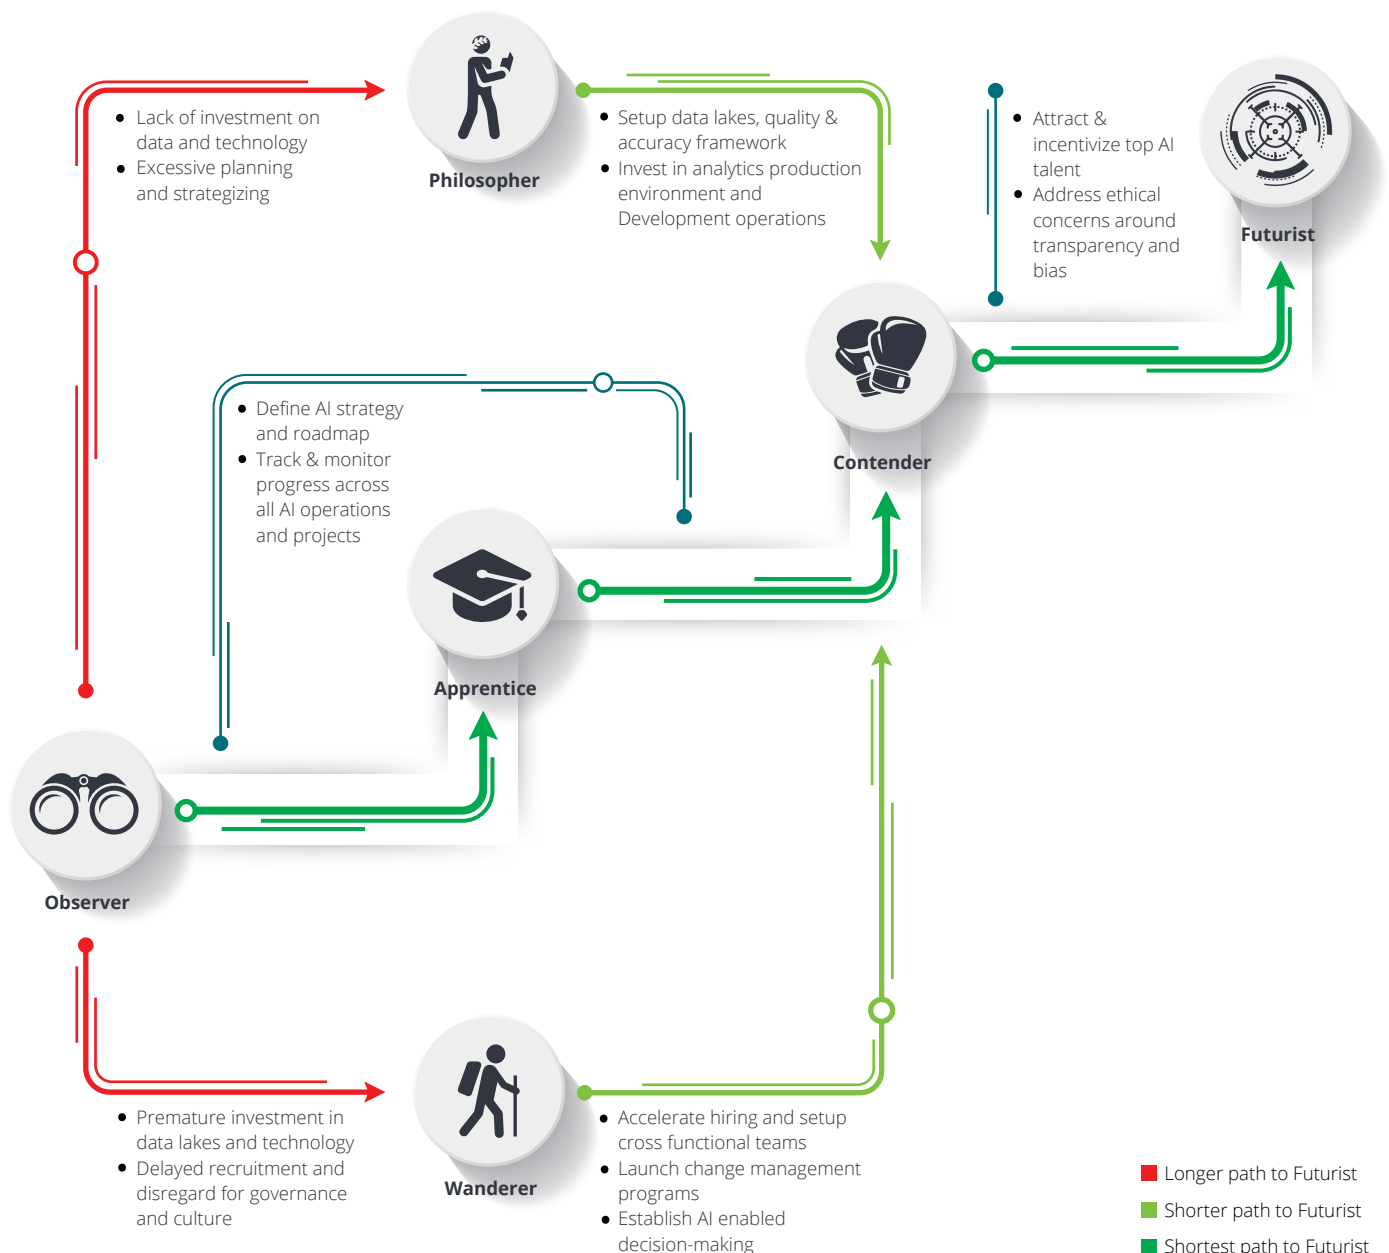 Lack of investment on
data and technology
Excessive planning
and strategizing
Philosopher
Setup data lakes, quality &
accuracy framework
Invest in analytics production
environment and
Development operations
Attract &
incentivize top AI
talent
Address ethical
concerns around
transparency and
bias
Futurist
Define AI strategy
and roadmap
Track & monitor
progress across
all AI operations
and projects
Contender
Apprentice
Observer
Premature investment in
data lakes and technology
Delayed recruitment and
disregard for governance
and culture
Wanderer
Accelerate hiring and setup
cross functional teams
Launch change management
programs
Establish AI enabled
decision-making
Longer path to Futurist
Shorter path to Futurist
Shortest path to Futurist